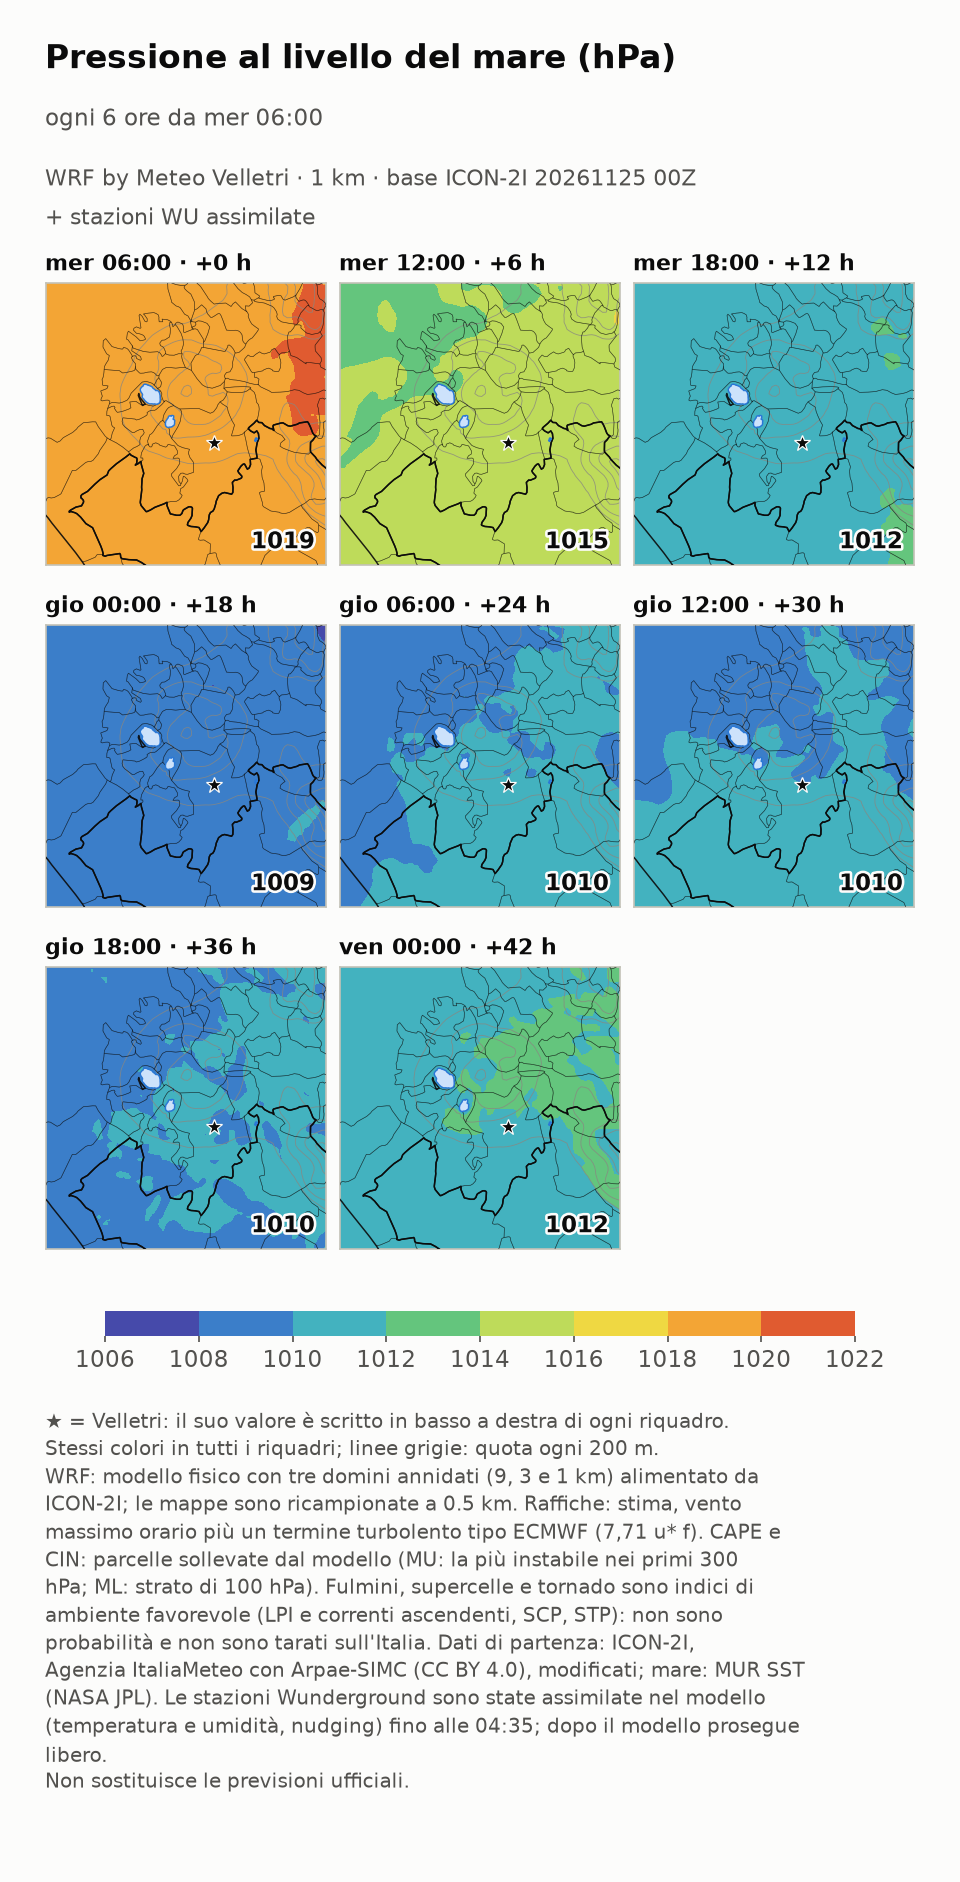 Pressione al livello del mare (hPa)
ogni 6 ore da mer 06:00
WRF by Meteo Velletri · 1 km · base ICON-2I 20261125 00Z
+ stazioni WU assimilate
mer 06:00 · +0 h
mer 12:00 · +6 h
mer 18:00 · +12 h
1019
1015
1012
gio 00:00 · +18 h
gio 06:00 · +24 h
gio 12:00 · +30 h
1009
1010
1010
gio 18:00 · +36 h
ven 00:00 · +42 h
1010
1012
1006 1008 1010 1012 1014 1016 1018 1020 1022
★ = Velletri: il suo valore è scritto in basso a destra di ogni riquadro.
Stessi colori in tutti i riquadri; linee grigie: quota ogni 200 m.
WRF: modello fisico con tre domini annidati (9, 3 e 1 km) alimentato da
ICON-2I; le mappe sono ricampionate a 0.5 km. Raffiche: stima, vento
massimo orario più un termine turbolento tipo ECMWF (7,71 u* f). CAPE e
CIN: parcelle sollevate dal modello (MU: la più instabile nei primi 300
hPa; ML: strato di 100 hPa). Fulmini, supercelle e tornado sono indici di
ambiente favorevole (LPI e correnti ascendenti, SCP, STP): non sono
probabilità e non sono tarati sull'Italia. Dati di partenza: ICON-2I,
Agenzia ItaliaMeteo con Arpae-SIMC (CC BY 4.0), modificati; mare: MUR SST
(NASA JPL). Le stazioni Wunderground sono state assimilate nel modello
(temperatura e umidità, nudging) fino alle 04:35; dopo il modello prosegue
libero.
Non sostituisce le previsioni ufficiali.